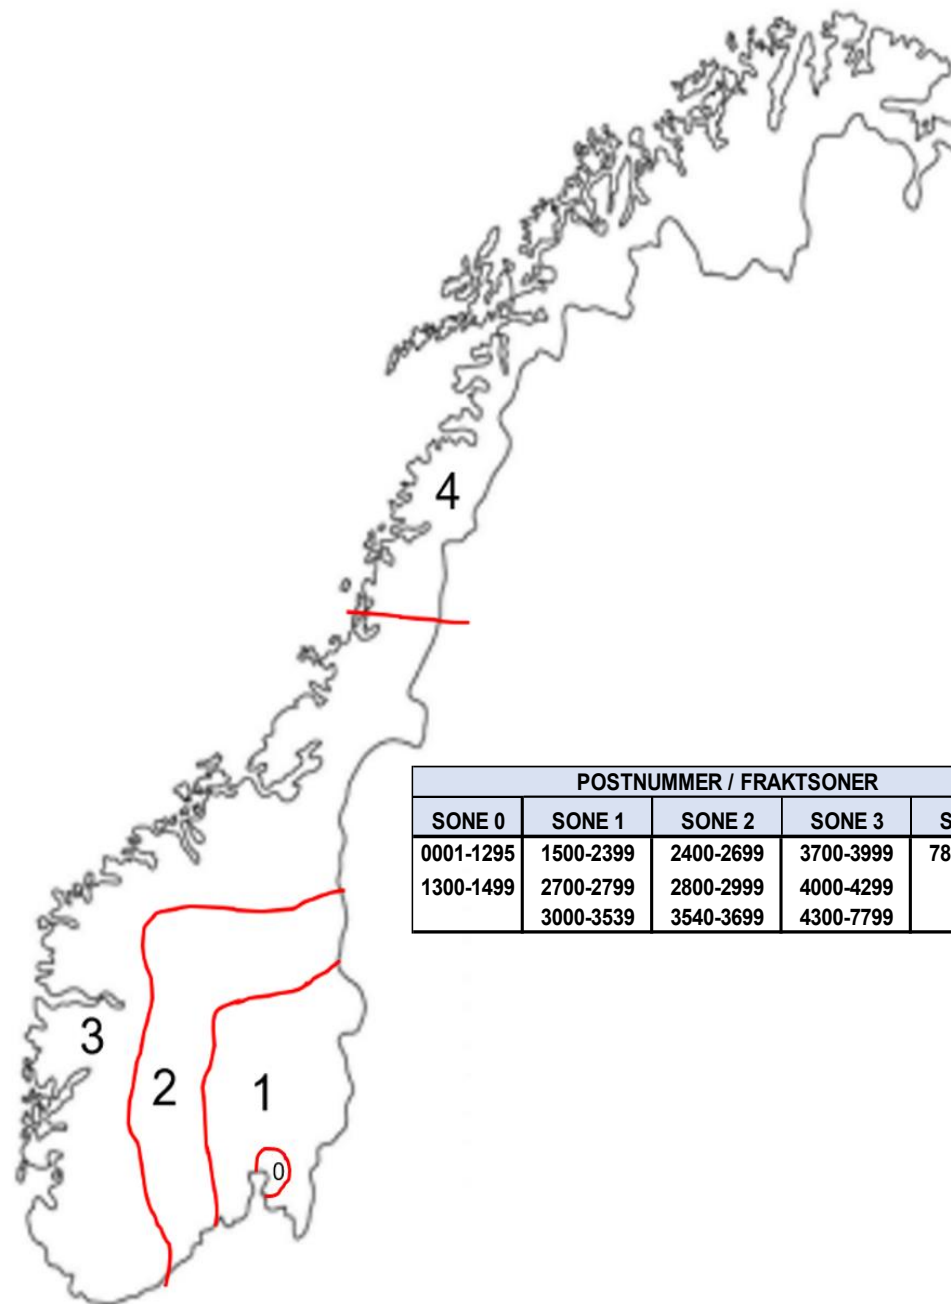 4
POSTNUMMER / FRAKTSONER
SONE 0 SONE 1 SONE 2 SONE 3 S
0001-1295 1500-2399 2400-2699 3700-3999 78
1300-1499 2700-2799 2800-2999 4000-4299
3000-3539 3540-3699 4300-7799
3
2
1
0